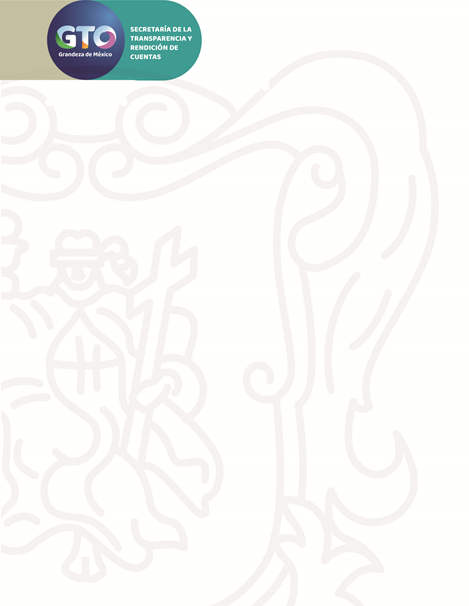 GTO
Grandeza de México
SECRETARÍA DE LA
TRANSPARENCIA Y
RENDICIÓN DE
CUENTAS